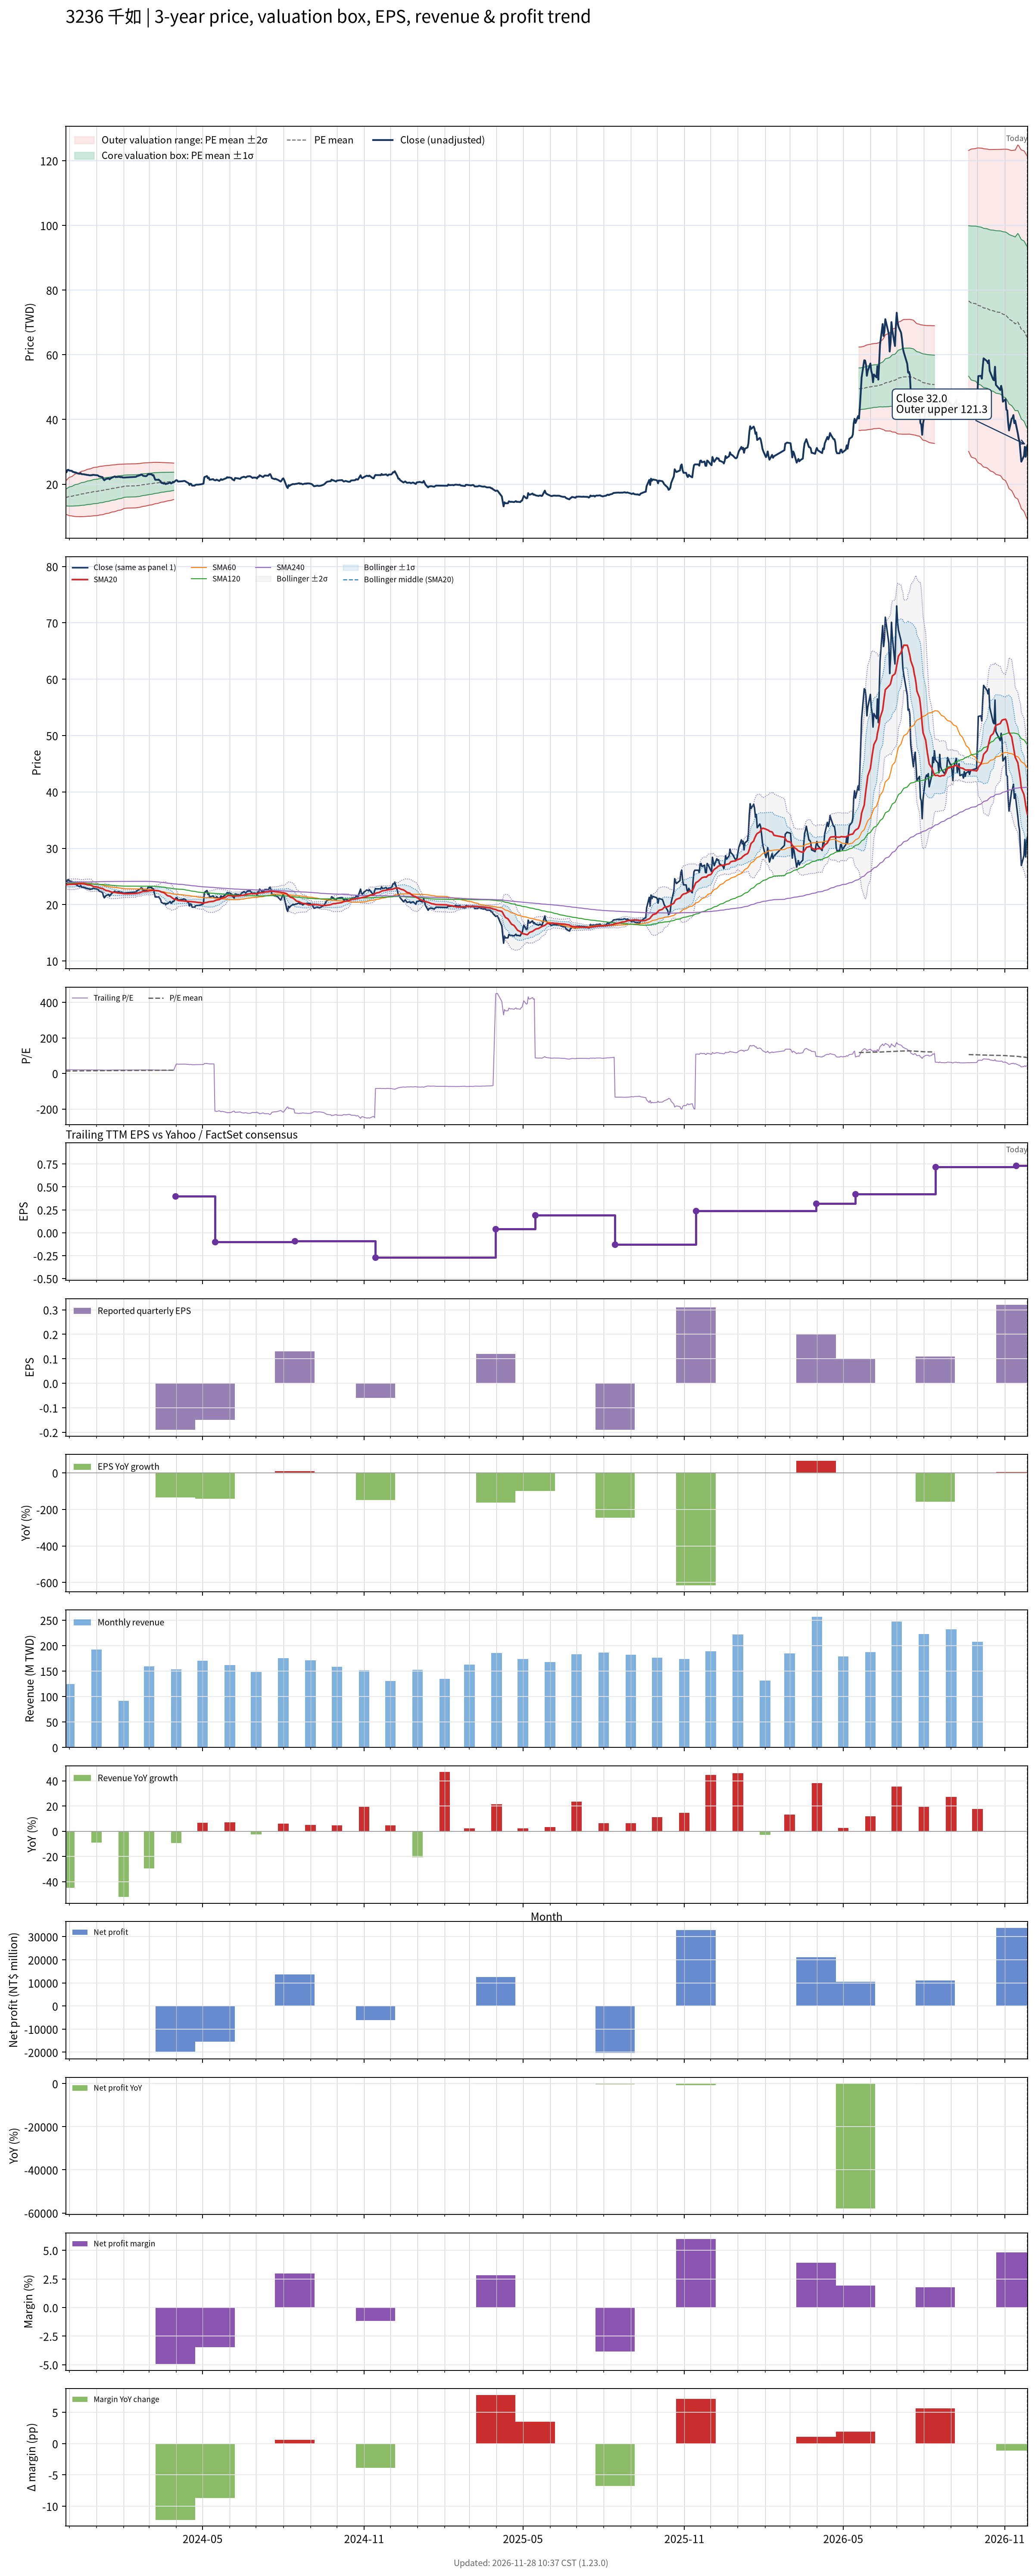 3236 千如 | 3-year price, valuation box, EPS, revenue & profit trend
Outer valuation range: PE mean ±2σ
Core valuation box: PE mean ±1σ
PE mean
Close (unadjusted)
Today
Price (TWD)
120
100
80
60
40
20
Close 32.0
Outer upper 121.3
Close (same as panel 1)
SMA20
SMA60
SMA120
SMA240
Bollinger ±2σ
Bollinger ±1σ
Bollinger middle (SMA20)
Price
80
70
60
50
40
30
20
10
Trailing P/E
P/E mean
P/E
400
200
0
-200
Trailing TTM EPS vs Yahoo / FactSet consensus
Today
EPS
0.75
0.50
0.25
0.00
-0.25
-0.50
Reported quarterly EPS
EPS
0.3
0.2
0.1
0.0
-0.1
-0.2
EPS YoY growth
YoY (%)
0
-200
-400
-600
Monthly revenue
Revenue (M TWD)
250
200
150
100
50
0
Revenue YoY growth
YoY (%)
40
20
0
-20
-40
Month
Net profit
Net profit (NT$ million)
30000
20000
10000
0
-10000
-20000
Net profit YoY
YoY (%)
0
-20000
-40000
-60000
Net profit margin
Margin (%)
5.0
2.5
0.0
-2.5
-5.0
Margin YoY change
Δ margin (pp)
5
0
-5
-10
2024-05
2024-11
2025-05
2025-11
2026-05
2026-11
Updated: 2026-11-28 10:37 CST (1.23.0)